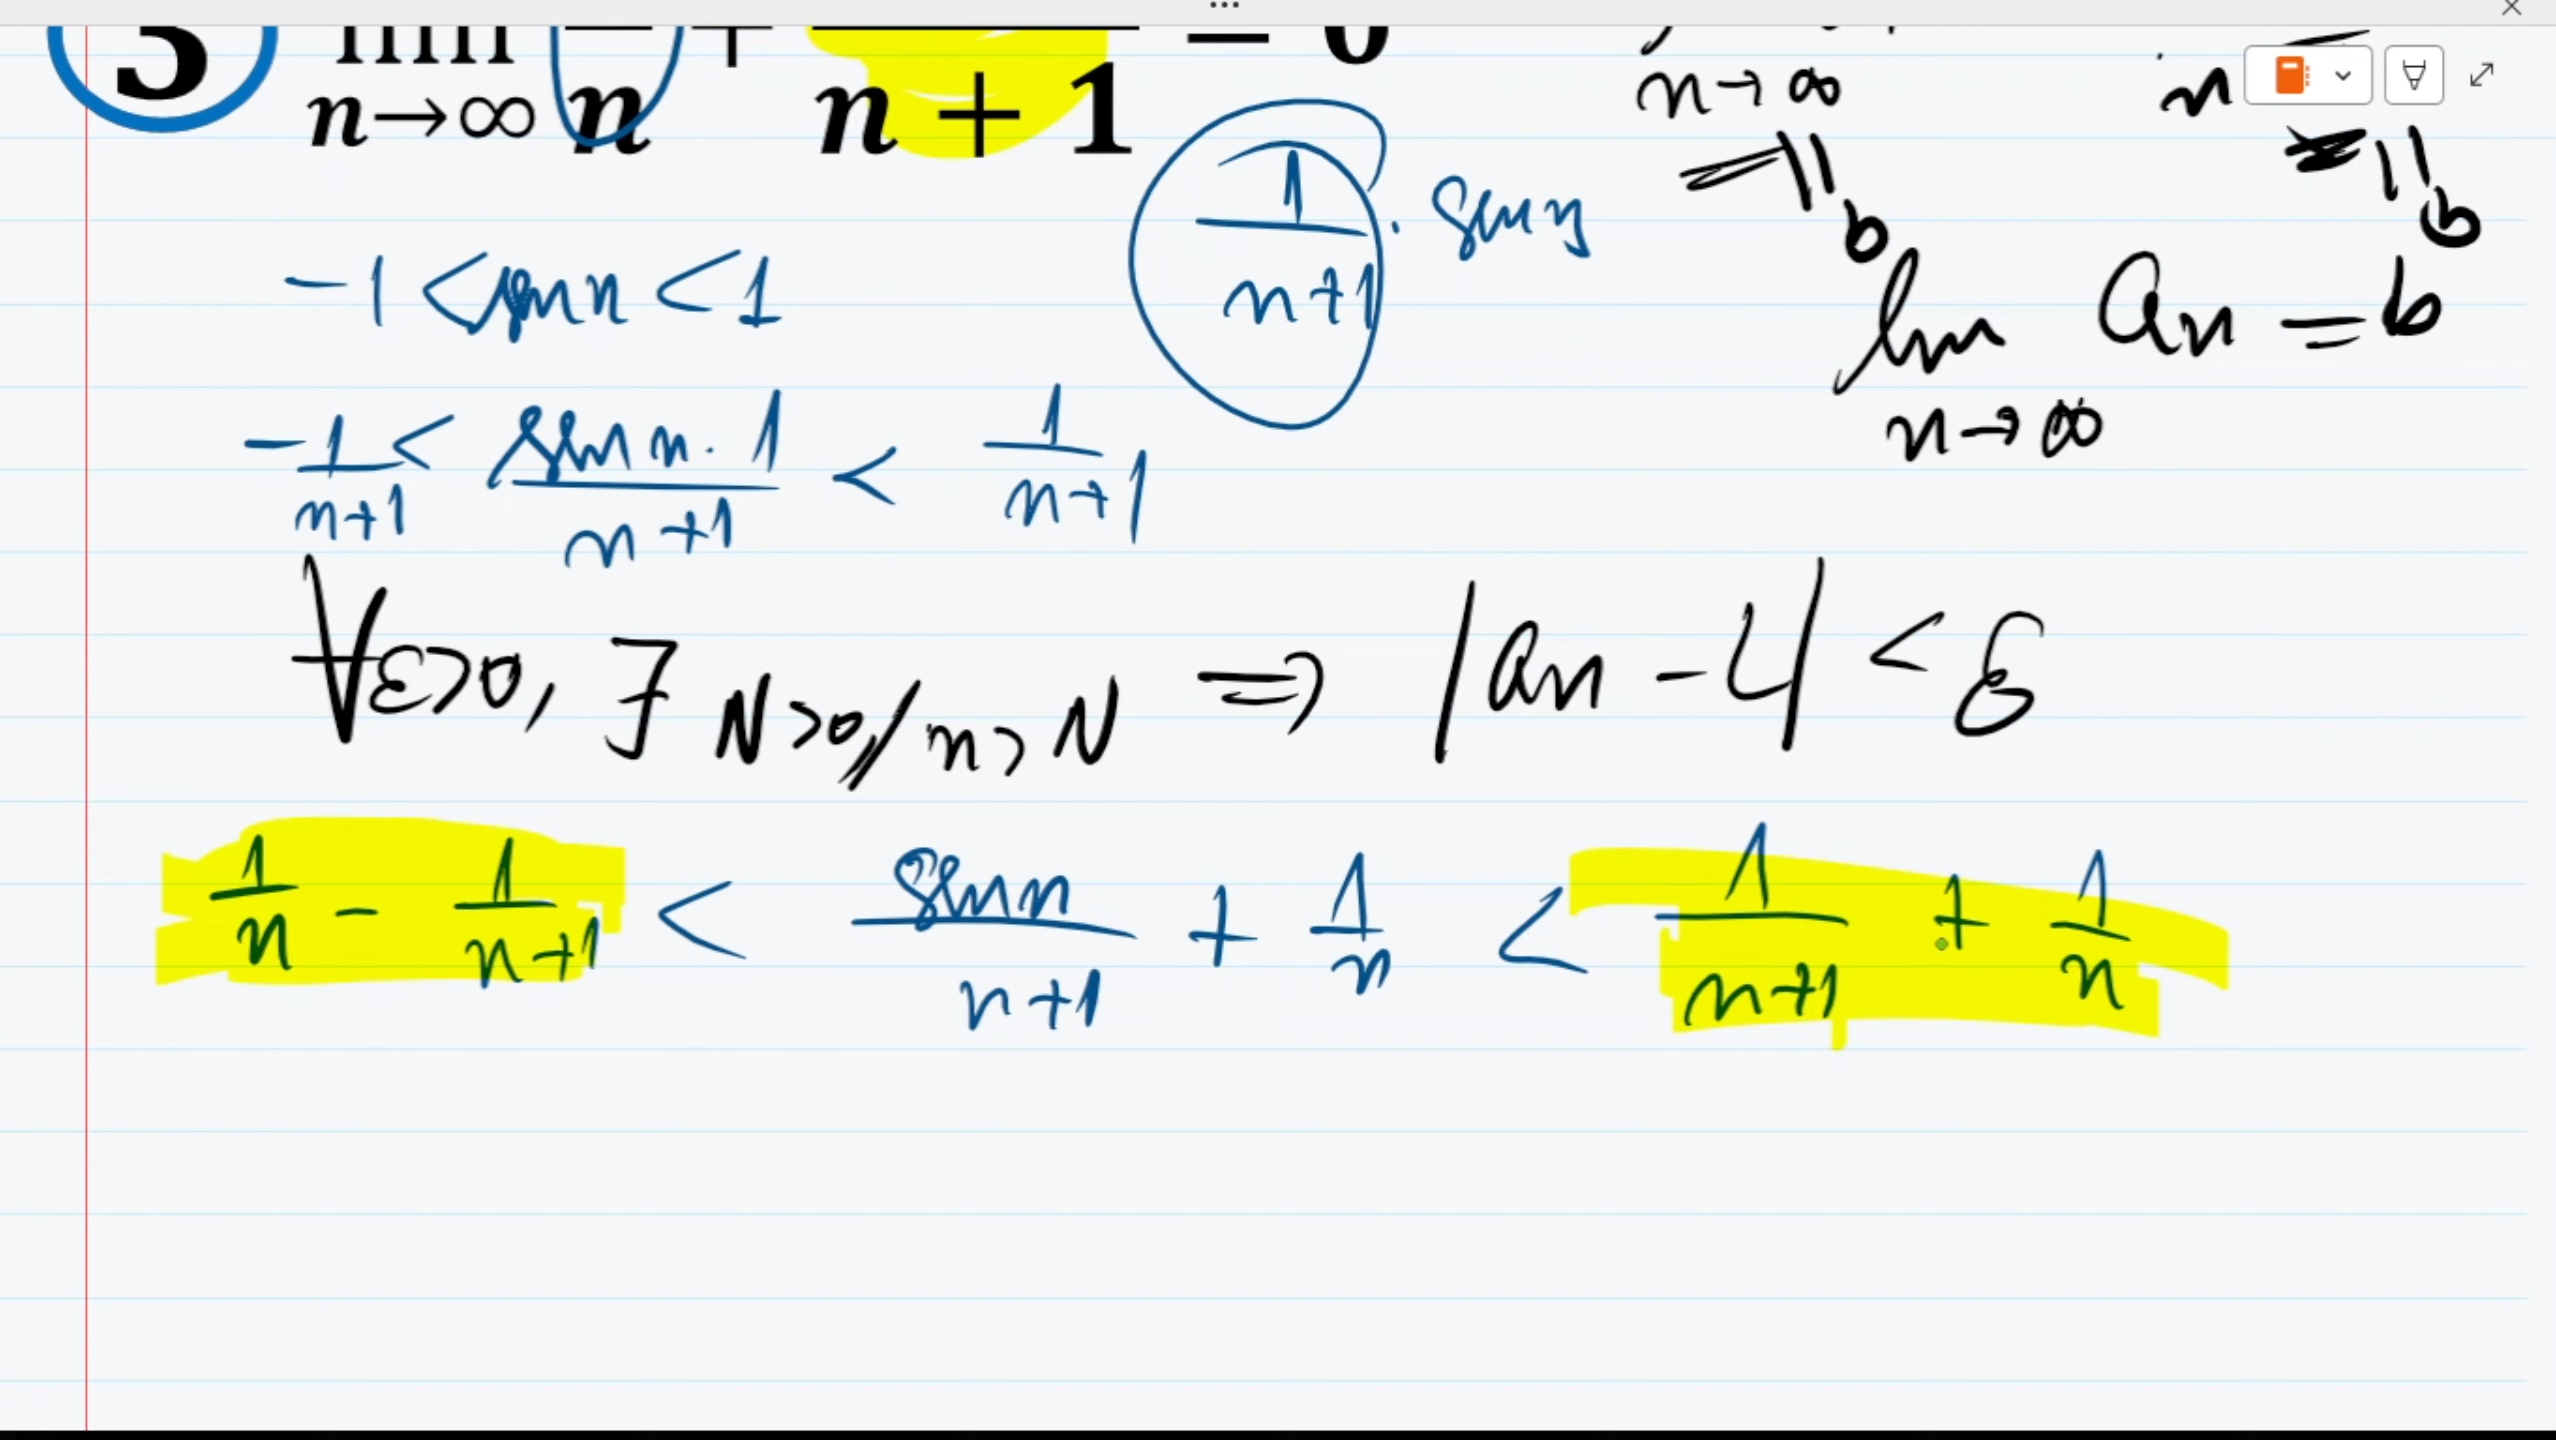 3 lim n→∞ n + n + 1 = 0
n → ∞ n
= b = b
1/(n+1) · sin n
-1 < sin n < 1
lim n→∞ an = b
-1/(n+1) < sin n · 1/(n+1) < 1/(n+1)
∀ε>0, ∃ N>0 / n > N ⇒ |an - L| < ε
1/n - 1/(n+1) < sin n/(n+1) + 1/n < 1/(n+1) + 1/n